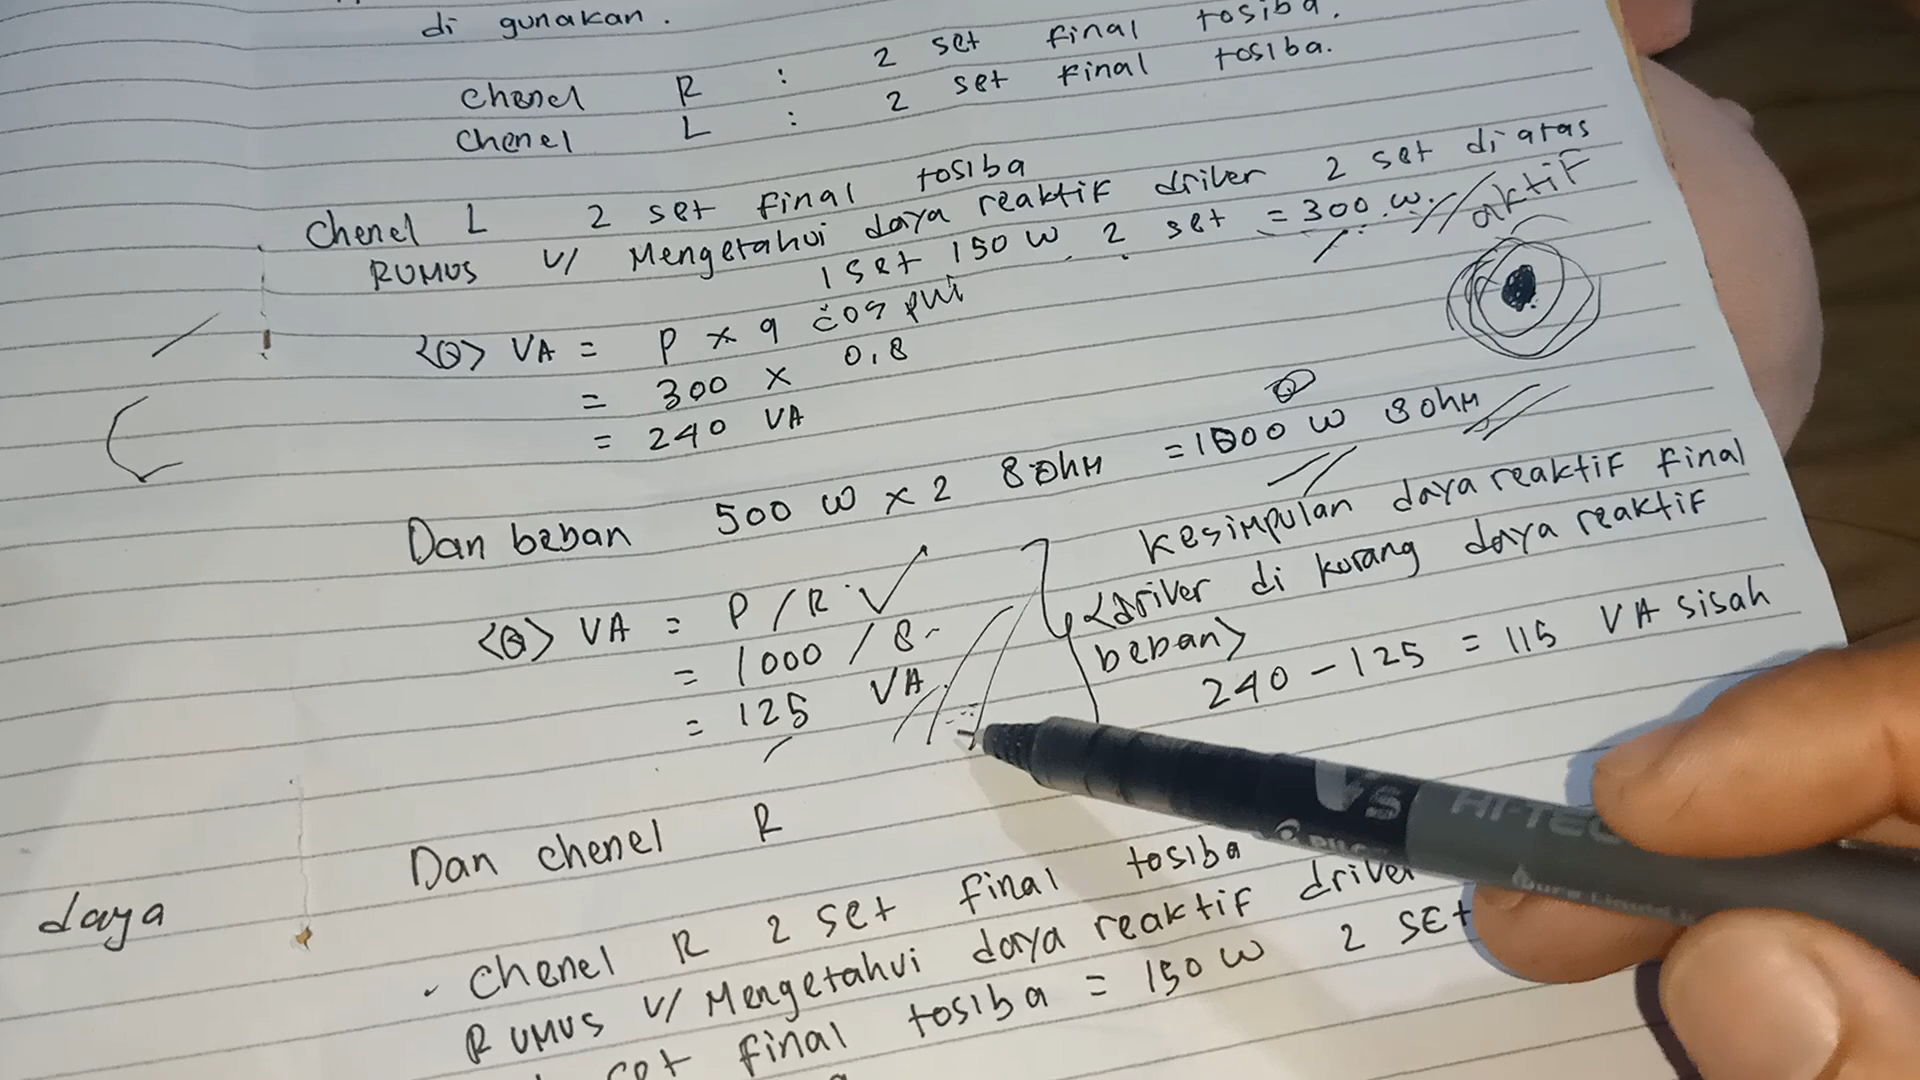 di gunakan.
Chenel R : 2 set final tosiba.
Chenel L : 2 set final tosiba.
Chenel L 2 set final tosiba
RUMUS U/ Mengetahui daya reaktif driver 2 set di atas
1 set 150 W 2 set = 300 W. aktif
<Q> VA = P x q cos phi
= 300 x 0,8
= 240 VA
Dan beban 500 W x 2 8 ohm = 1000 W 8 ohm
<Q> VA = P/R
= 1000 / 8
= 125 VA
Kesimpulan daya reaktif final
<driver di kurang daya reaktif
beban>
240 - 125 = 115 VA sisah
Dan chenel R
daya
. Chenel R 2 set final tosiba
RUMUS U/ Mengetahui daya reaktif driver
set final tosiba = 150 W 2 SEt
V5 HI-TEC